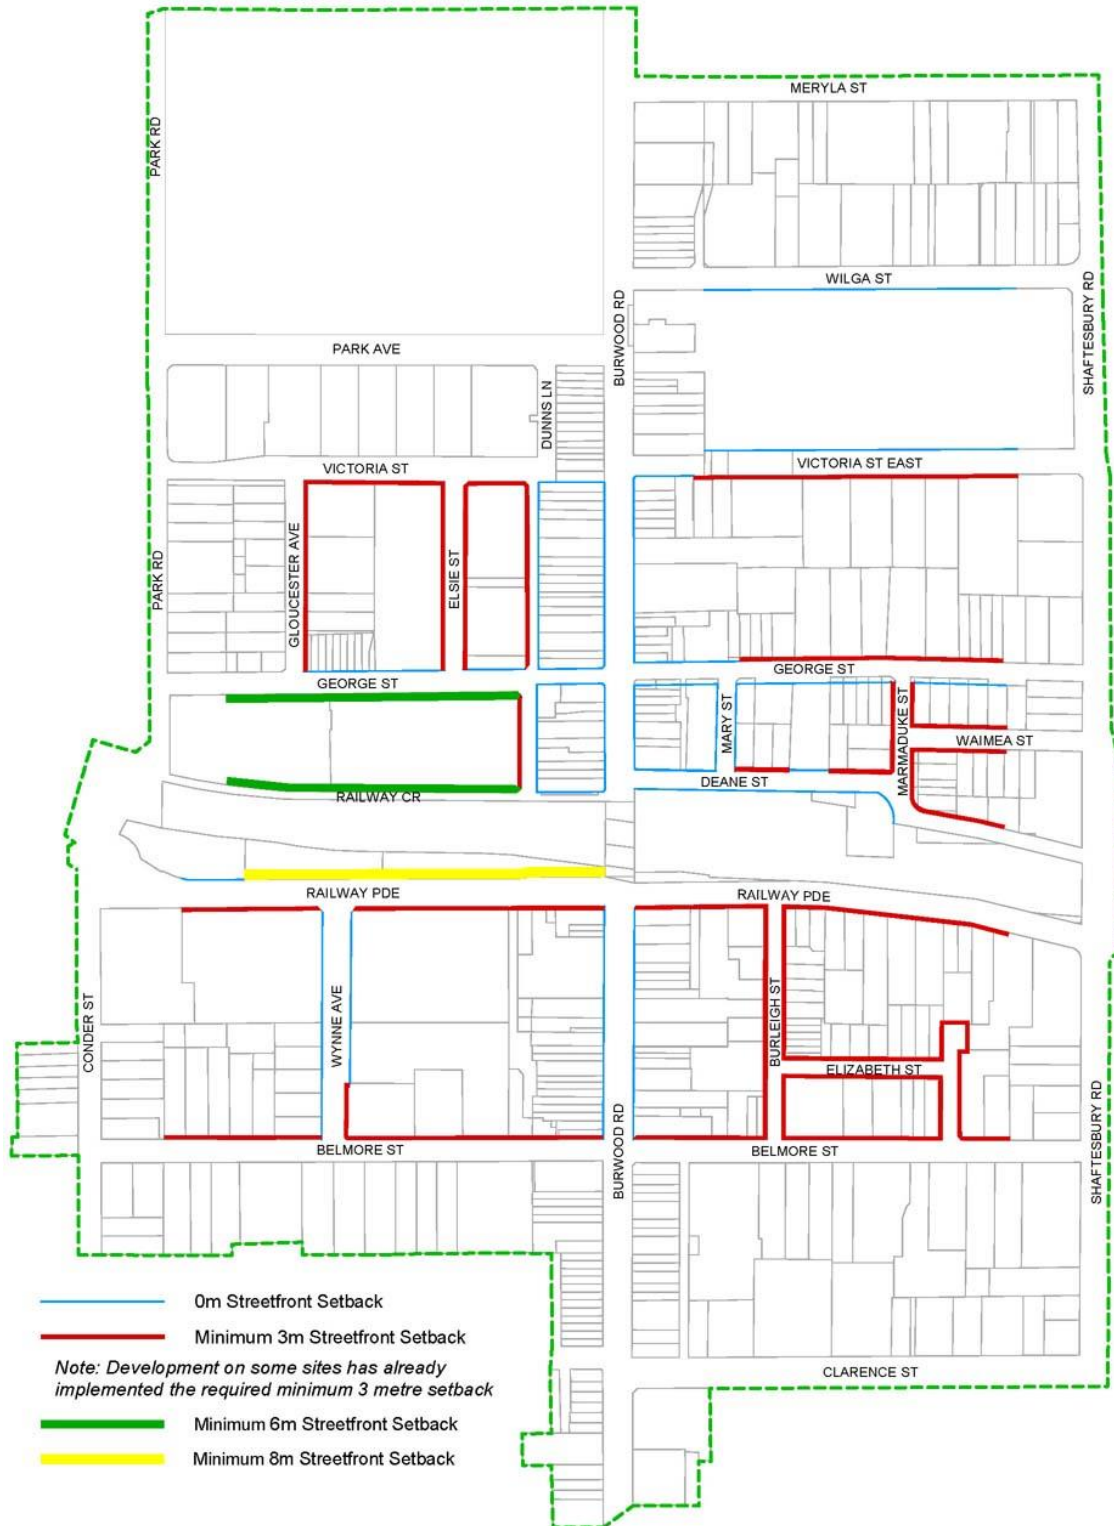 MERYLA ST
PARK RD
WILGA ST
BURWOOD RD
SHAFTESBURY RD
PARK AVE
DUNNS LN
VICTORIA ST
VICTORIA ST EAST
PARK RD
GLOUCESTER AVE
ELSIE ST
GEORGE ST
GEORGE ST
MARY ST
MARMADUKE ST
WAIMEA ST
DEANE ST
RAILWAY CR
RAILWAY PDE
RAILWAY PDE
CONDER ST
WYNNE AVE
BURLEIGH ST
ELIZABETH ST
BURWOOD RD
SHAFTESBURY RD
BELMORE ST
BELMORE ST
0m Streetfront Setback
Minimum 3m Streetfront Setback
Note: Development on some sites has already
implemented the required minimum 3 metre setback
CLARENCE ST
Minimum 6m Streetfront Setback
Minimum 8m Streetfront Setback